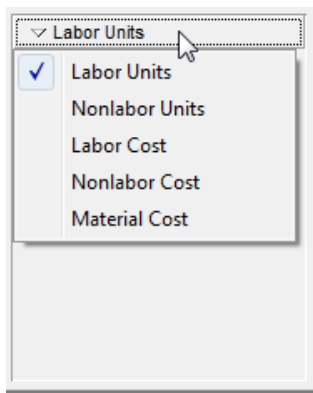 Labor Units
Labor Units
Nonlabor Units
Labor Cost
Nonlabor Cost
Material Cost